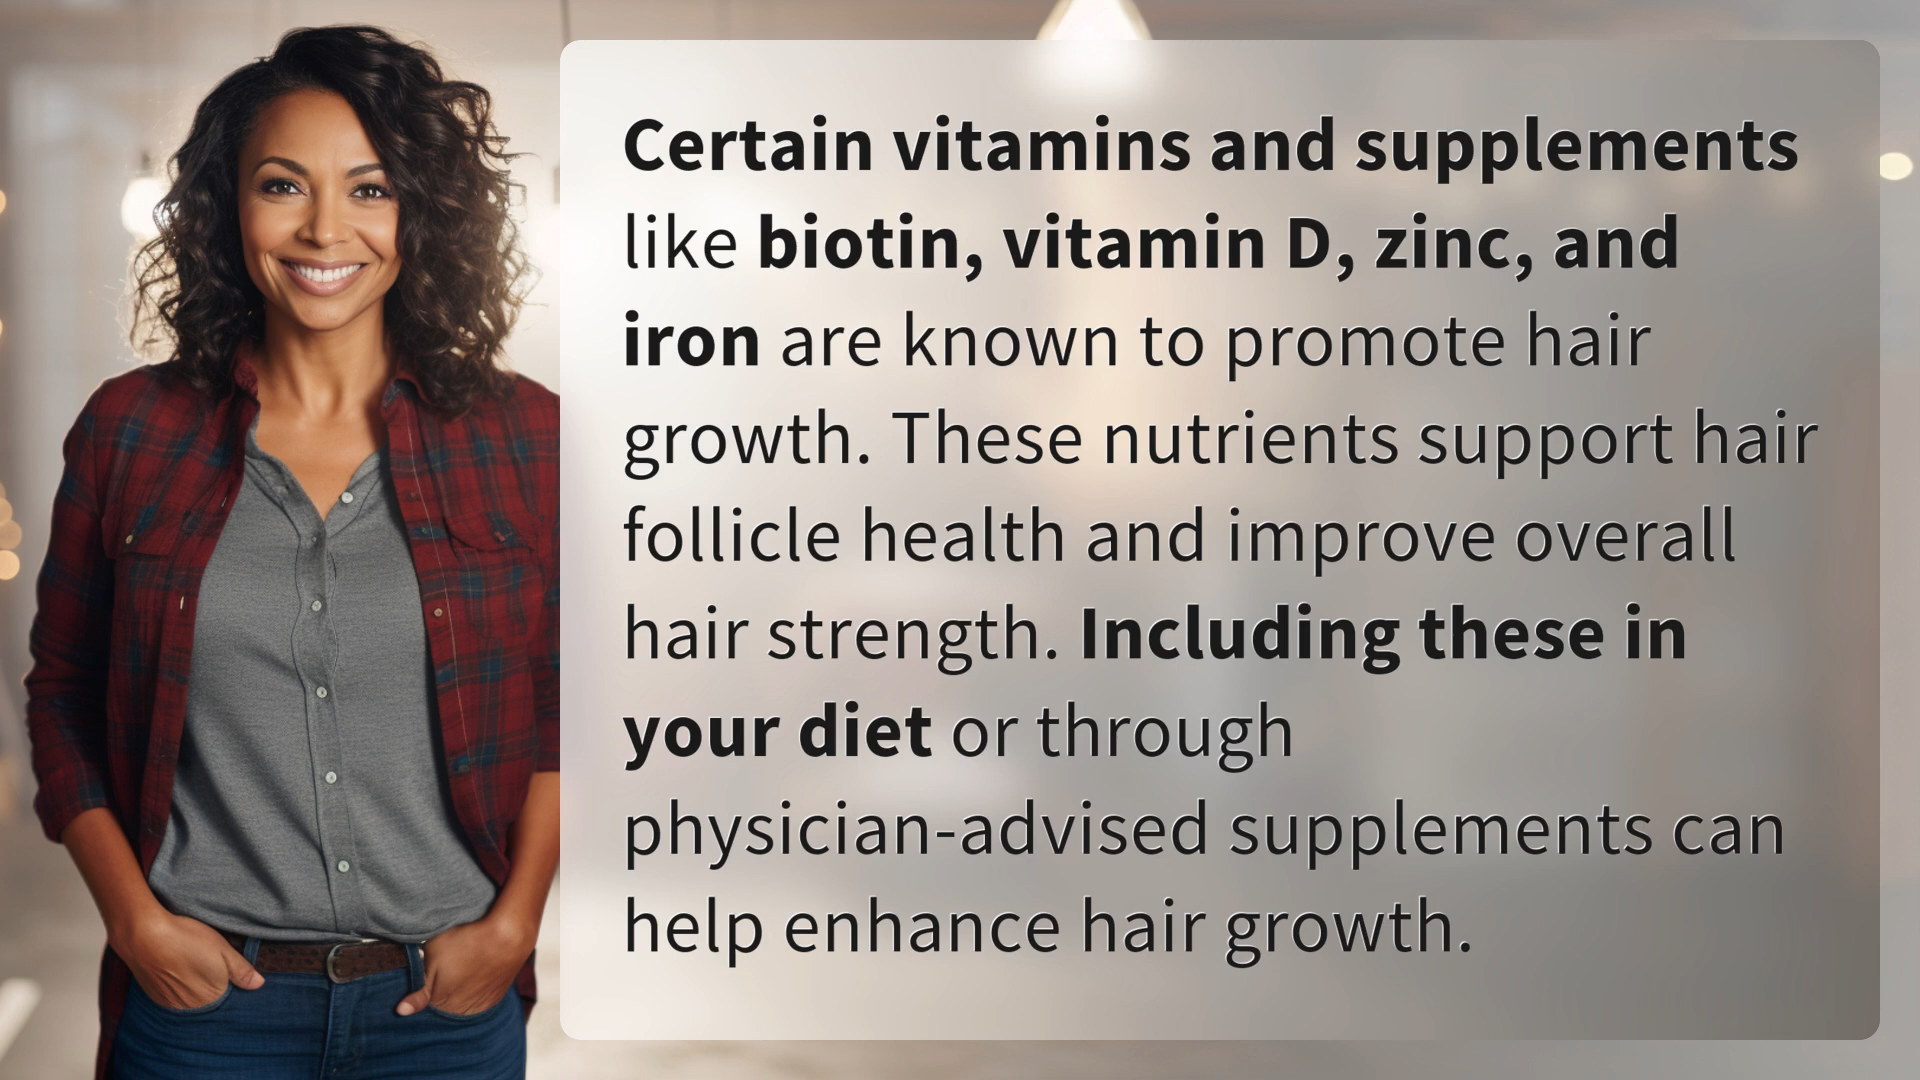 Certain vitamins and supplements
like biotin, vitamin D, zinc, and
iron are known to promote hair
growth. These nutrients support hair
follicle health and improve overall
hair strength. Including these in
your diet or through
physician-advised supplements can
help enhance hair growth.